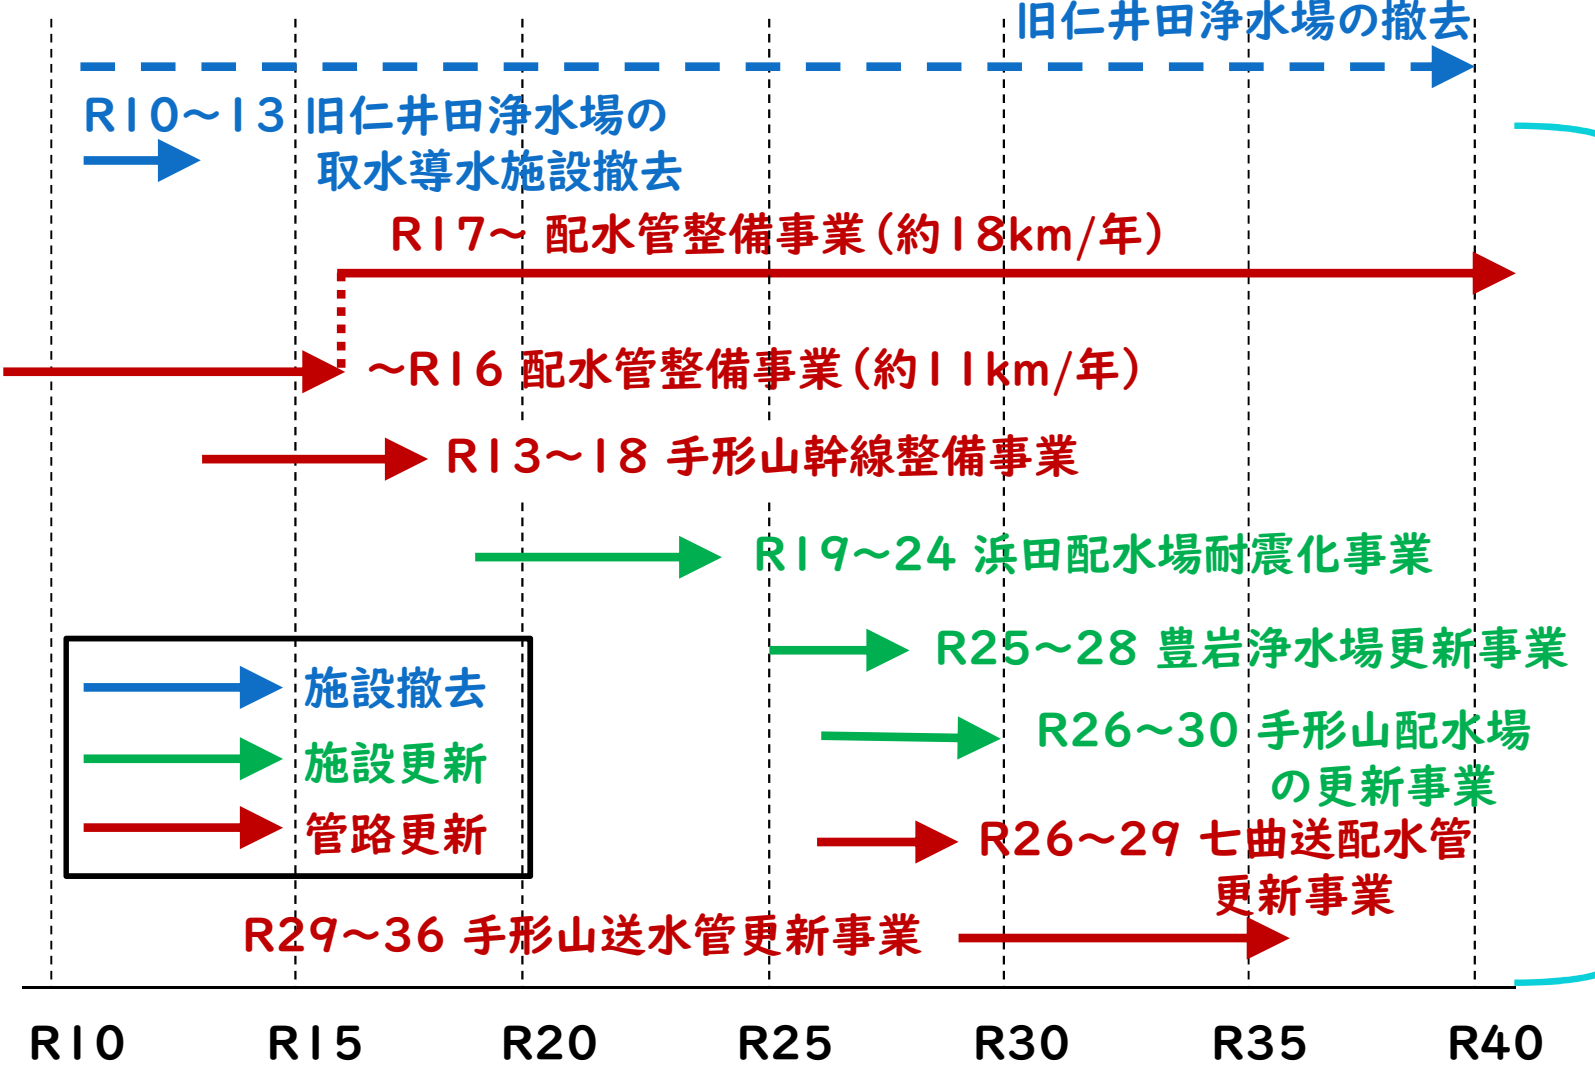 旧仁井田浄水場の撤去
R10～13 旧仁井田浄水場の
取水導水施設撤去
R17～ 配水管整備事業(約18km/年)
～R16 配水管整備事業(約11km/年)
R13～18 手形山幹線整備事業
R19～24 浜田配水場耐震化事業
R25～28 豊岩浄水場更新事業
R26～30 手形山配水場
の更新事業
R26～29 七曲送配水管
更新事業
R29～36 手形山送水管更新事業
施設撤去
施設更新
管路更新
R10 R15 R20 R25 R30 R35 R40